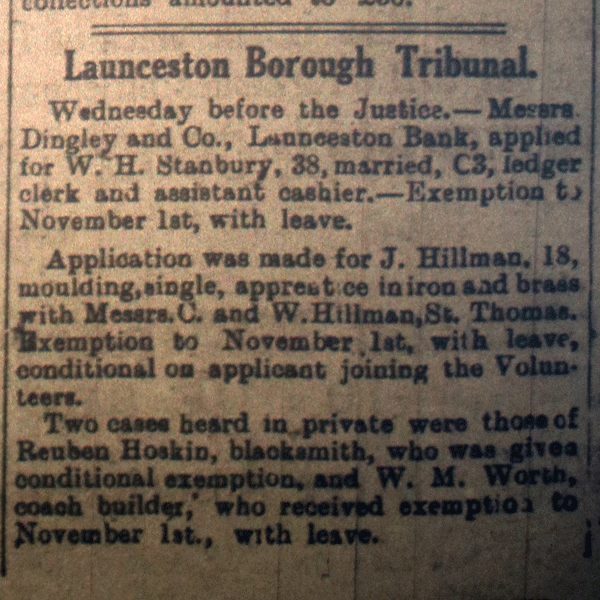 collections amounted to £50.
Launceston Borough Tribunal.
Wednesday before the Justice.—Messrs.
Dingley and Co., Launceston Bank, applied
for W. H. Stanbury, 38, married, C3, ledger
clerk and assistant cashier.—Exemption to
November 1st, with leave.
Application was made for J. Hillman, 18,
moulding, single, apprentice in iron and brass
with Messrs. C. and W. Hillman, St. Thomas.
Exemption to November 1st, with leave,
conditional on applicant joining the Volun-
teers.
Two cases heard in private were those of
Reuben Hoskin, blacksmith, who was given
conditional exemption, and W. M. Worth,
coach builder, who received exemption to
November 1st., with leave.